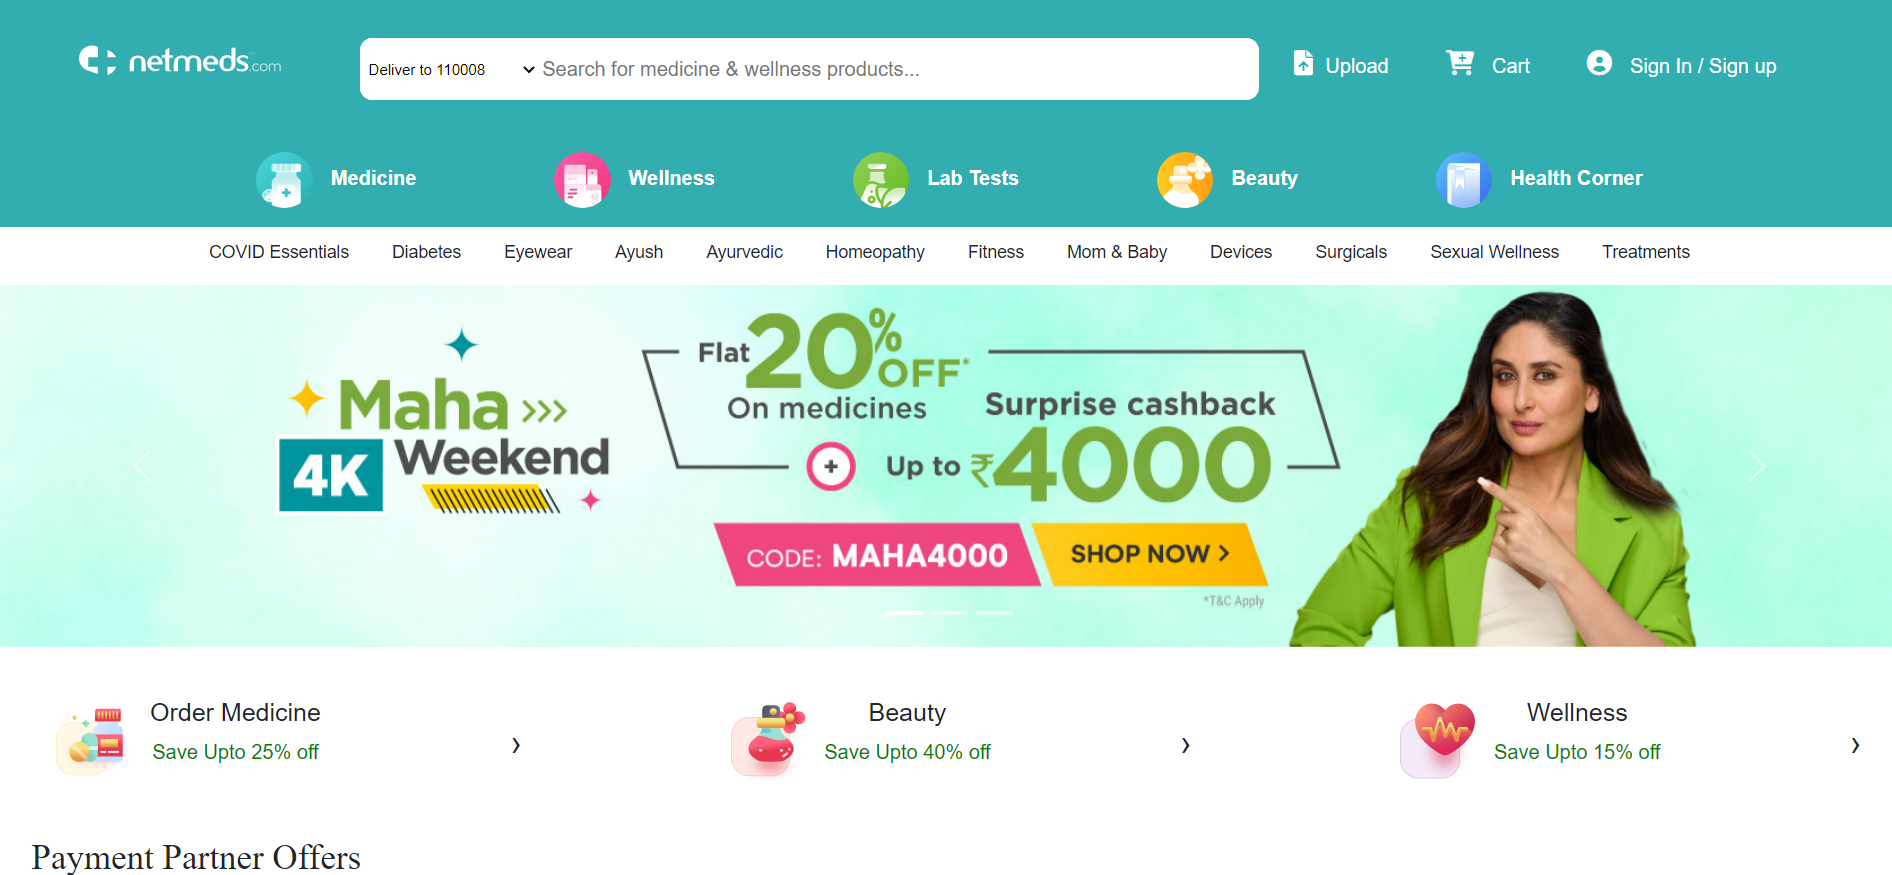 netmeds.com
Deliver to 110008
Search for medicine & wellness products...
Upload
Cart
Sign In / Sign up
Medicine
Wellness
Lab Tests
Beauty
Health Corner
COVID Essentials
Diabetes
Eyewear
Ayush
Ayurvedic
Homeopathy
Fitness
Mom & Baby
Devices
Surgicals
Sexual Wellness
Treatments
Maha >>>
4K Weekend
Flat 20% OFF*
On medicines
+
Surprise cashback
Up to ₹4000
CODE: MAHA4000
SHOP NOW >
*T&C Apply
Order Medicine
Save Upto 25% off
Beauty
Save Upto 40% off
Wellness
Save Upto 15% off
Payment Partner Offers